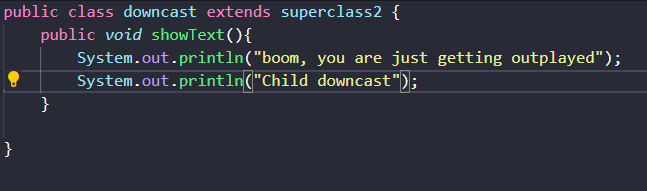 public class downcast extends superclass2 {
public void showText(){
System.out.println("boom, you are just getting outplayed");
System.out.println("Child downcast");
}
}